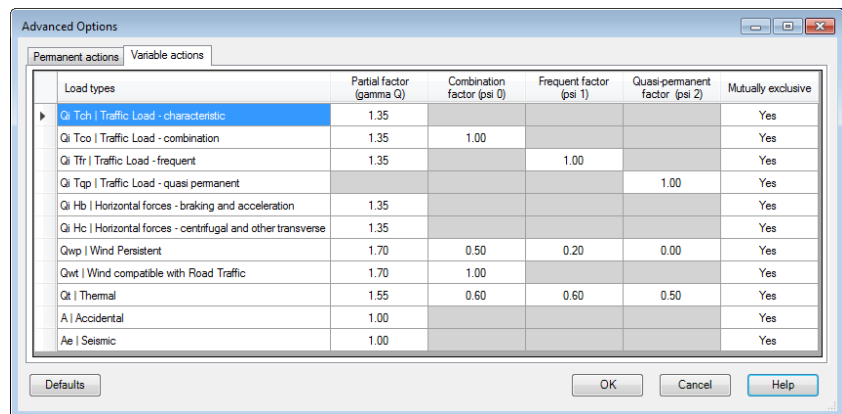 Advanced Options
Permanent actions Variable actions
Load types Partial factor (gamma Q) Combination factor (psi 0) Frequent factor (psi 1) Quasi-permanent factor (psi 2) Mutually exclusive
Qi Tch | Traffic Load - characteristic 1.35 Yes
Qi Tco | Traffic Load - combination 1.35 1.00 Yes
Qi Tfr | Traffic Load - frequent 1.35 1.00 Yes
Qi Tqp | Traffic Load - quasi permanent 1.00 Yes
Qi Hb | Horizontal forces - braking and acceleration 1.35 Yes
Qi Hc | Horizontal forces - centrifugal and other transverse 1.35 Yes
Qwp | Wind Persistent 1.70 0.50 0.20 0.00 Yes
Qwt | Wind compatible with Road Traffic 1.70 1.00 Yes
Qt | Thermal 1.55 0.60 0.60 0.50 Yes
A | Accidental 1.00 Yes
Ae | Seismic 1.00 Yes
Defaults OK Cancel Help